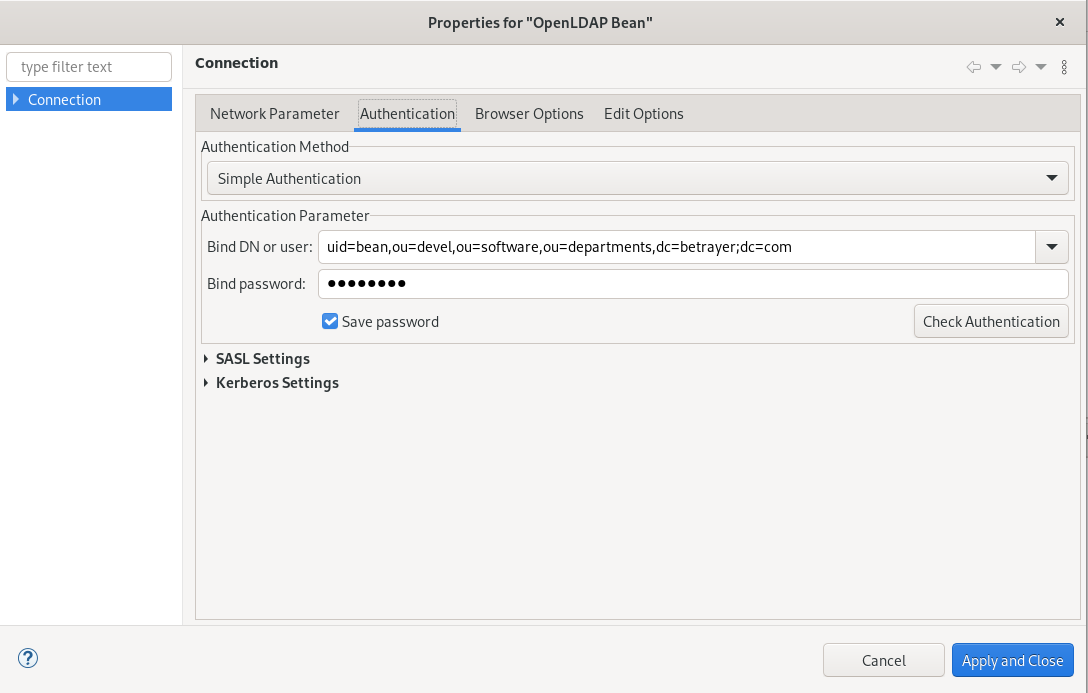 Properties for "OpenLDAP Bean"
type filter text
Connection
Connection
Network Parameter Authentication Browser Options Edit Options
Authentication Method
Simple Authentication
Authentication Parameter
Bind DN or user: uid=bean,ou=devel,ou=software,ou=departments,dc=betrayer;dc=com
Bind password: ●●●●●●●●
Save password Check Authentication
SASL Settings
Kerberos Settings
? Cancel Apply and Close